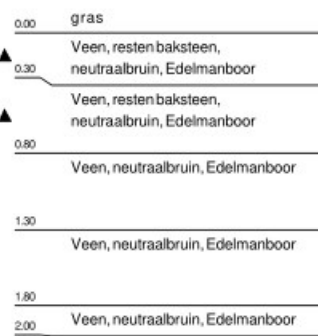 0.00 gras
Veen, resten baksteen,
0.30 neutraalbruin, Edelmanboor
Veen, resten baksteen,
neutraalbruin, Edelmanboor
0.80
Veen, neutraalbruin, Edelmanboor
1.30
Veen, neutraalbruin, Edelmanboor
1.80
Veen, neutraalbruin, Edelmanboor
2.00